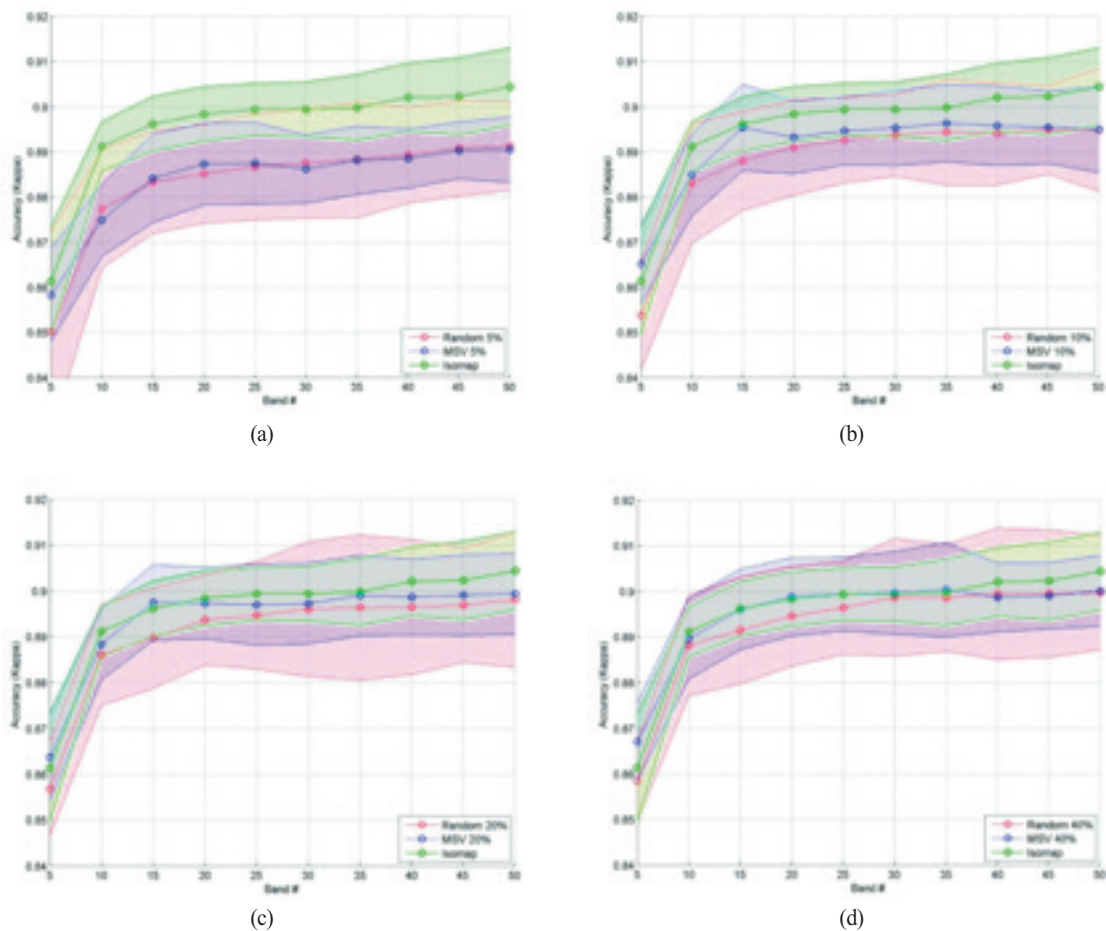 0.92
0.91
0.9
0.89
0.88
0.87
0.86
0.85
0.84
Accuracy (Kappa)
5 10 15 20 25 30 35 40 45 50
Band #
Random 5%
MSV 5%
Isomap
(a)
0.92
0.91
0.9
0.89
0.88
0.87
0.86
0.85
0.84
Accuracy (Kappa)
5 10 15 20 25 30 35 40 45 50
Band #
Random 10%
MSV 10%
Isomap
(b)
0.92
0.91
0.9
0.89
0.88
0.87
0.86
0.85
0.84
Accuracy (Kappa)
5 10 15 20 25 30 35 40 45 50
Band #
Random 20%
MSV 20%
Isomap
(c)
0.92
0.91
0.9
0.89
0.88
0.87
0.86
0.85
0.84
Accuracy (Kappa)
5 10 15 20 25 30 35 40 45 50
Band #
Random 40%
MSV 40%
Isomap
(d)